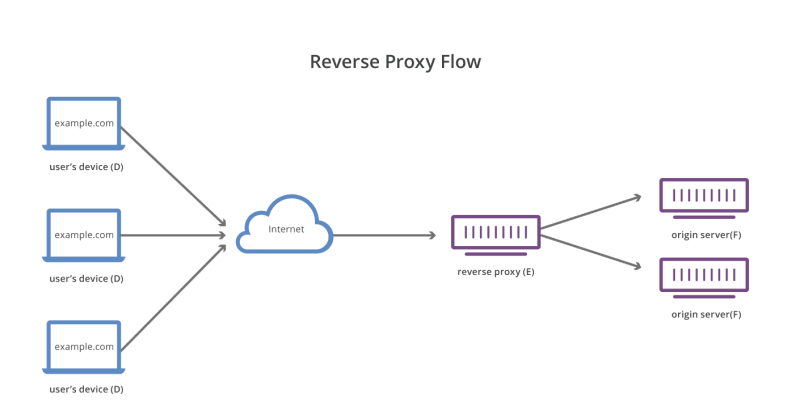 Reverse Proxy Flow
example.com
user's device (D)
example.com
user's device (D)
example.com
user's device (D)
Internet
reverse proxy (E)
origin server(F)
origin server(F)